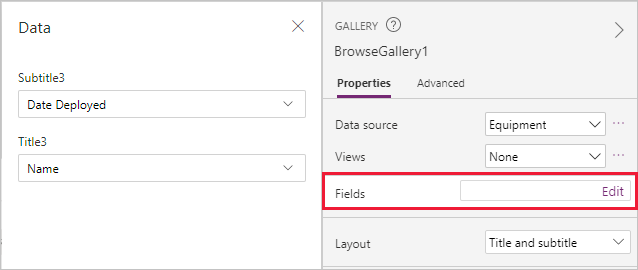 Data
Subtitle3
Date Deployed
Title3
Name
GALLERY
BrowseGallery1
Properties Advanced
Data source Equipment
Views None
Fields Edit
Layout Title and subtitle